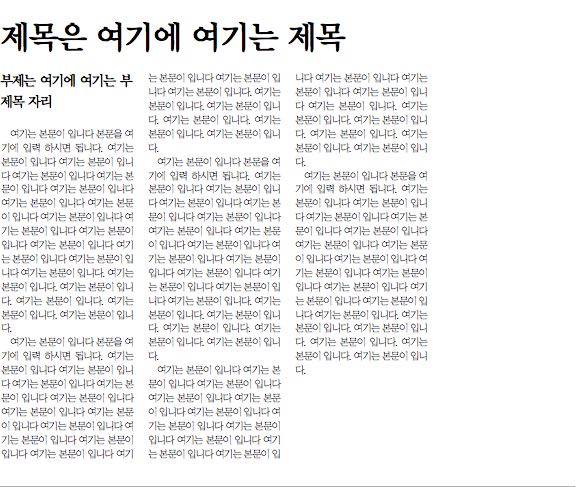 제목은 여기에 여기는 제목
부제는 여기에 여기는 부
제목 자리
여기는 본문이 입니다 본문을 여
기에 입력 하시면 됩니다. 여기는
본문이 입니다 여기는 본문이 입니
다 여기는 본문이 입니다 여기는 본
문이 입니다 여기는 본문이 입니다
여기는 본문이 입니다 여기는 본문
이 입니다 여기는 본문이 입니다 여
기는 본문이 입니다 여기는 본문이
입니다 여기는 본문이 입니다 여기
는 본문이 입니다 여기는 본문이 입
니다 여기는 본문이 입니다. 여기는
본문이 입니다. 여기는 본문이 입니
다. 여기는 본문이 입니다. 여기는
본문이 입니다. 여기는 본문이 입니
다.
여기는 본문이 입니다 본문을 여
기에 입력 하시면 됩니다. 여기는
본문이 입니다 여기는 본문이 입니
다 여기는 본문이 입니다 여기는 본
문이 입니다 여기는 본문이 입니다
여기는 본문이 입니다 여기는 본문
이 입니다 여기는 본문이 입니다 여
기는 본문이 입니다 여기는 본문이
입니다 여기는 본문이 입니다 여기
는 본문이 입니다 여기는 본문이 입
니다 여기는 본문이 입니다. 여기는
본문이 입니다. 여기는 본문이 입니
다. 여기는 본문이 입니다. 여기는
본문이 입니다. 여기는 본문이 입니
다.
여기는 본문이 입니다 본문을 여
기에 입력 하시면 됩니다. 여기는
본문이 입니다 여기는 본문이 입니
다 여기는 본문이 입니다 여기는 본
문이 입니다 여기는 본문이 입니다
여기는 본문이 입니다 여기는 본문
이 입니다 여기는 본문이 입니다 여
기는 본문이 입니다 여기는 본문이
입니다 여기는 본문이 입니다 여기
는 본문이 입니다 여기는 본문이 입
니다 여기는 본문이 입니다. 여기는
본문이 입니다. 여기는 본문이 입니
다. 여기는 본문이 입니다. 여기는
본문이 입니다. 여기는 본문이 입니
다.
여기는 본문이 입니다 여기는 본
문이 입니다 여기는 본문이 입니다
여기는 본문이 입니다 여기는 본문
이 입니다 여기는 본문이 입니다 여
기는 본문이 입니다 여기는 본문이
입니다 여기는 본문이 입니다 여기
는 본문이 입니다 여기는 본문이 입
니다 여기는 본문이 입니다 여기는
본문이 입니다. 여기는 본문이 입니
다. 여기는 본문이 입니다. 여기는
본문이 입니다. 여기는 본문이 입니
다. 여기는 본문이 입니다. 여기는
본문이 입니다. 여기는 본문이 입니
다.
여기는 본문이 입니다 본문을 여
기에 입력 하시면 됩니다. 여기는
본문이 입니다 여기는 본문이 입니
다 여기는 본문이 입니다 여기는 본
문이 입니다 여기는 본문이 입니다
여기는 본문이 입니다 여기는 본문
이 입니다 여기는 본문이 입니다 여
기는 본문이 입니다 여기는 본문이
입니다 여기는 본문이 입니다 여기
는 본문이 입니다 여기는 본문이 입
니다 여기는 본문이 입니다. 여기는
본문이 입니다. 여기는 본문이 입니
다. 여기는 본문이 입니다. 여기는
본문이 입니다. 여기는 본문이 입니
다.